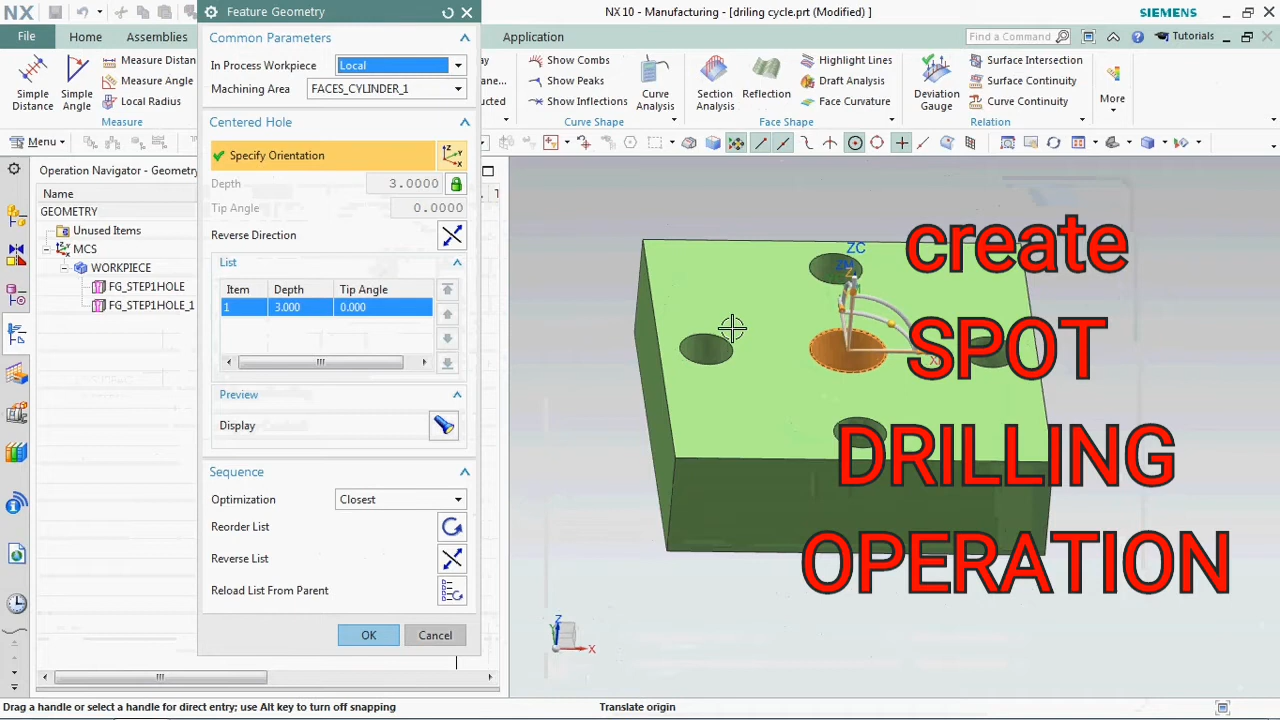 NX
Feature Geometry
NX 10 - Manufacturing - [driling cycle.prt (Modified) ]
SIEMENS
File
Home
Assemblies
Application
Find a Command
Tutorials
Common Parameters
In Process Workpiece
Local
Machining Area
FACES_CYLINDER_1
Centered Hole
Specify Orientation
Depth
3.0000
Tip Angle
0.0000
Reverse Direction
List
Item Depth Tip Angle
1 3.000 0.000
Preview
Display
Sequence
Optimization
Closest
Reorder List
Reverse List
Reload List From Parent
OK
Cancel
Simple Distance
Simple Angle
Measure Distan
Measure Angle
Local Radius
Measure
Show Combs
Show Peaks
Show Inflections
Curve Analysis
Curve Shape
Section Analysis
Reflection
Highlight Lines
Draft Analysis
Face Curvature
Face Shape
Deviation Gauge
Surface Intersection
Surface Continuity
Curve Continuity
Relation
More
Menu
Operation Navigator - Geometry
Name
GEOMETRY
Unused Items
MCS
WORKPIECE
FG_STEP1HOLE
FG_STEP1HOLE_1
ZC
ZM
Z
X
create
SPOT
DRILLING
OPERATION
Z
Y
X
Drag a handle or select a handle for direct entry; use Alt key to turn off snapping
Translate origin